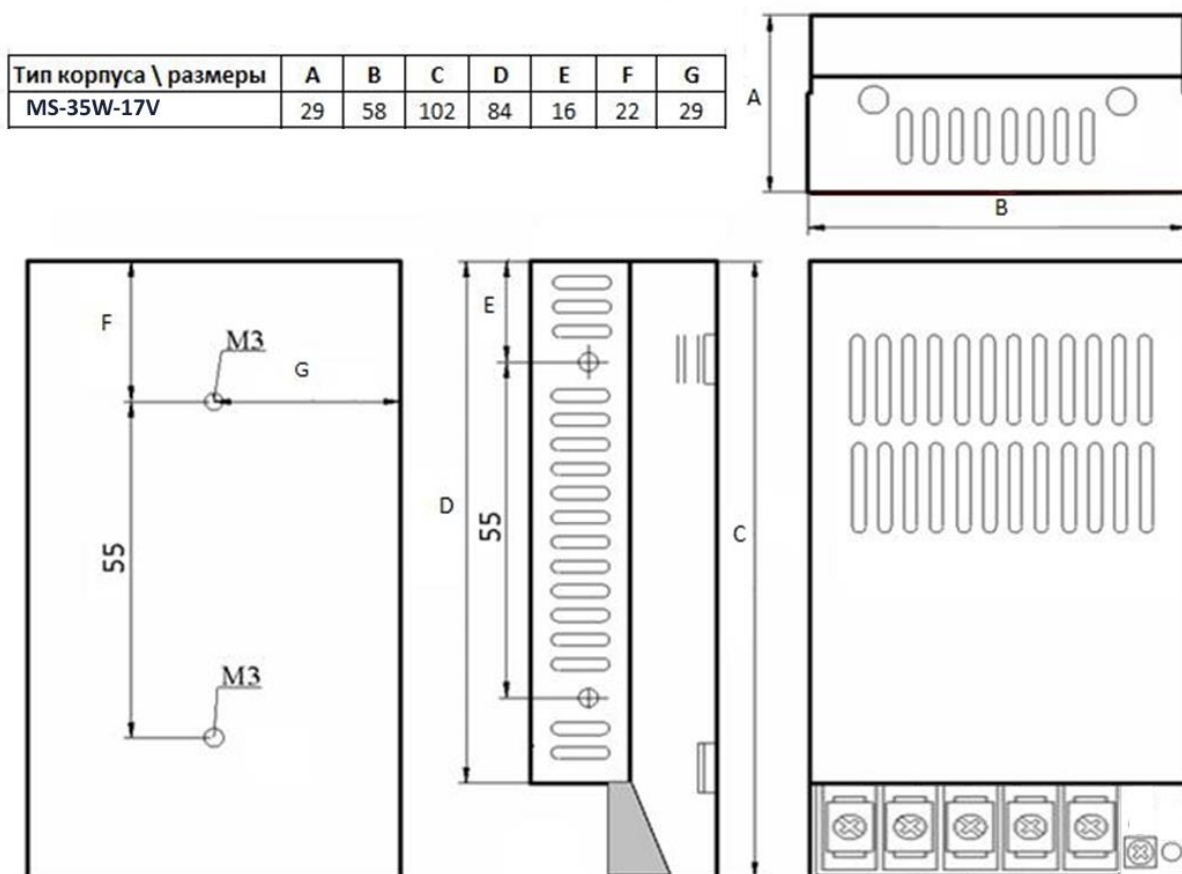 Тип корпуса \ размеры A B C D E F G
MS-35W-17V 29 58 102 84 16 22 29
A
B
F
M3
G
55
M3
E
D
55
C